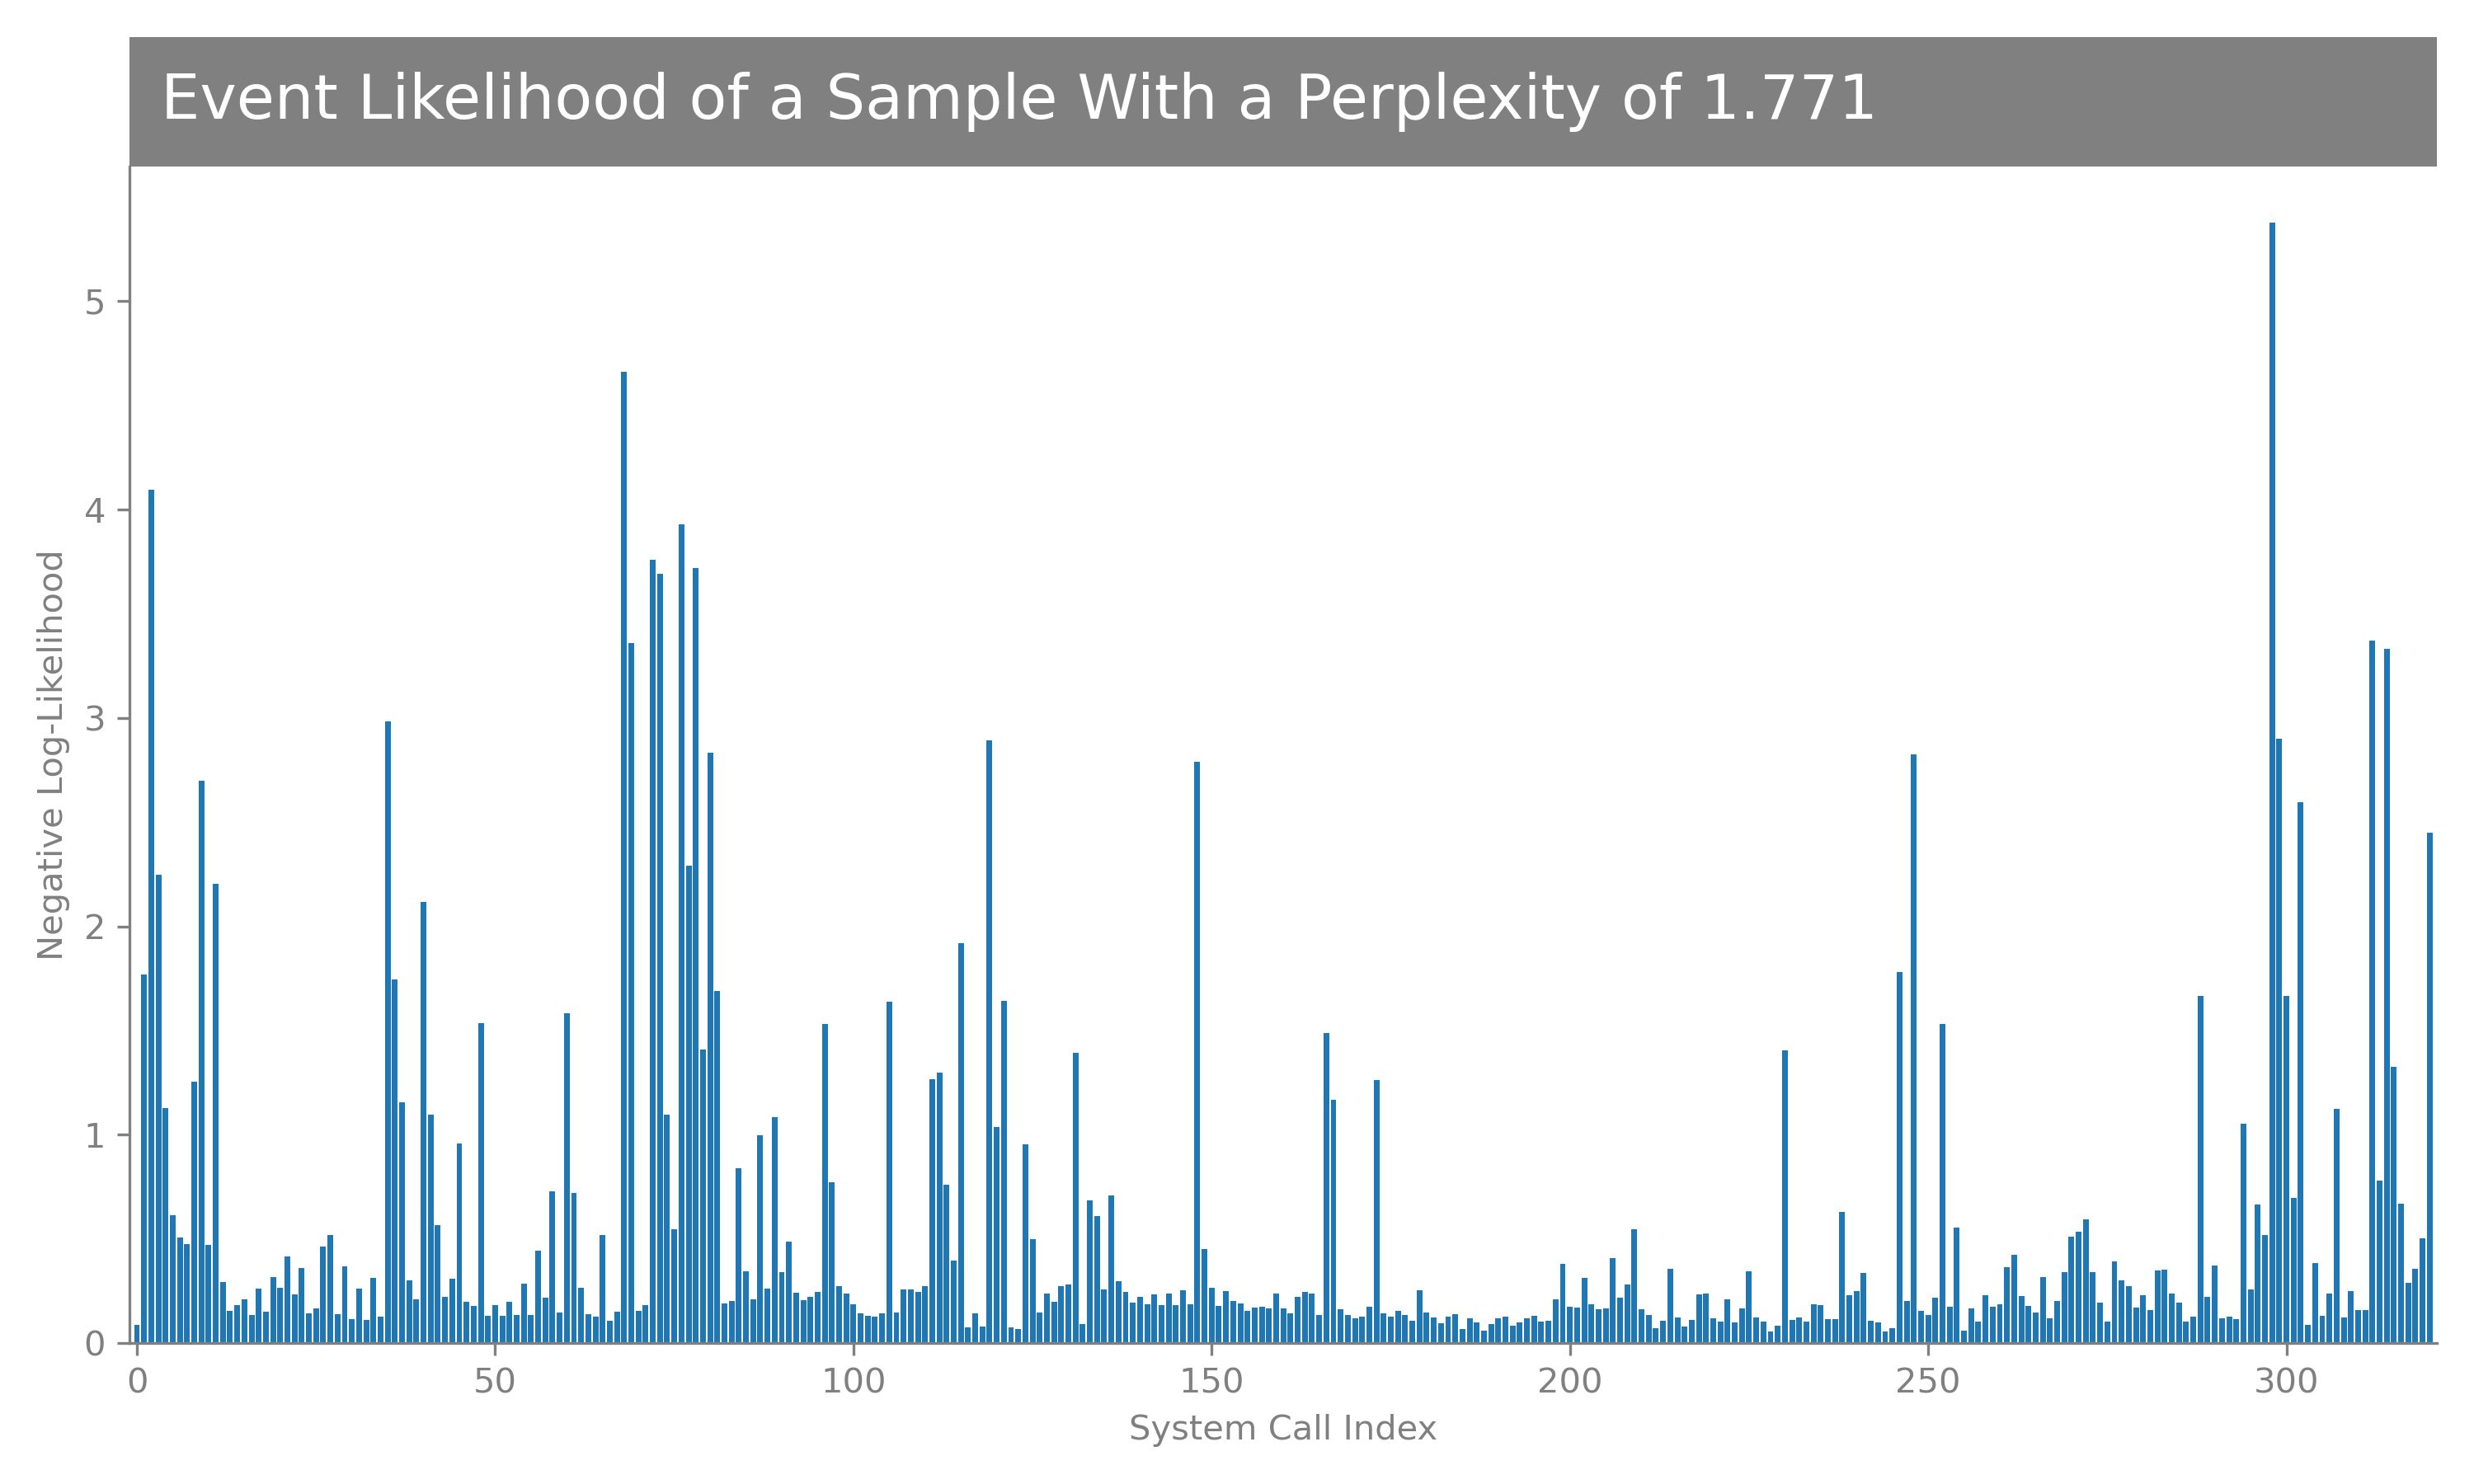 Event Likelihood of a Sample With a Perplexity of 1.771
5
4
3
2
1
0
Negative Log-Likelihood
0 50 100 150 200 250 300
System Call Index